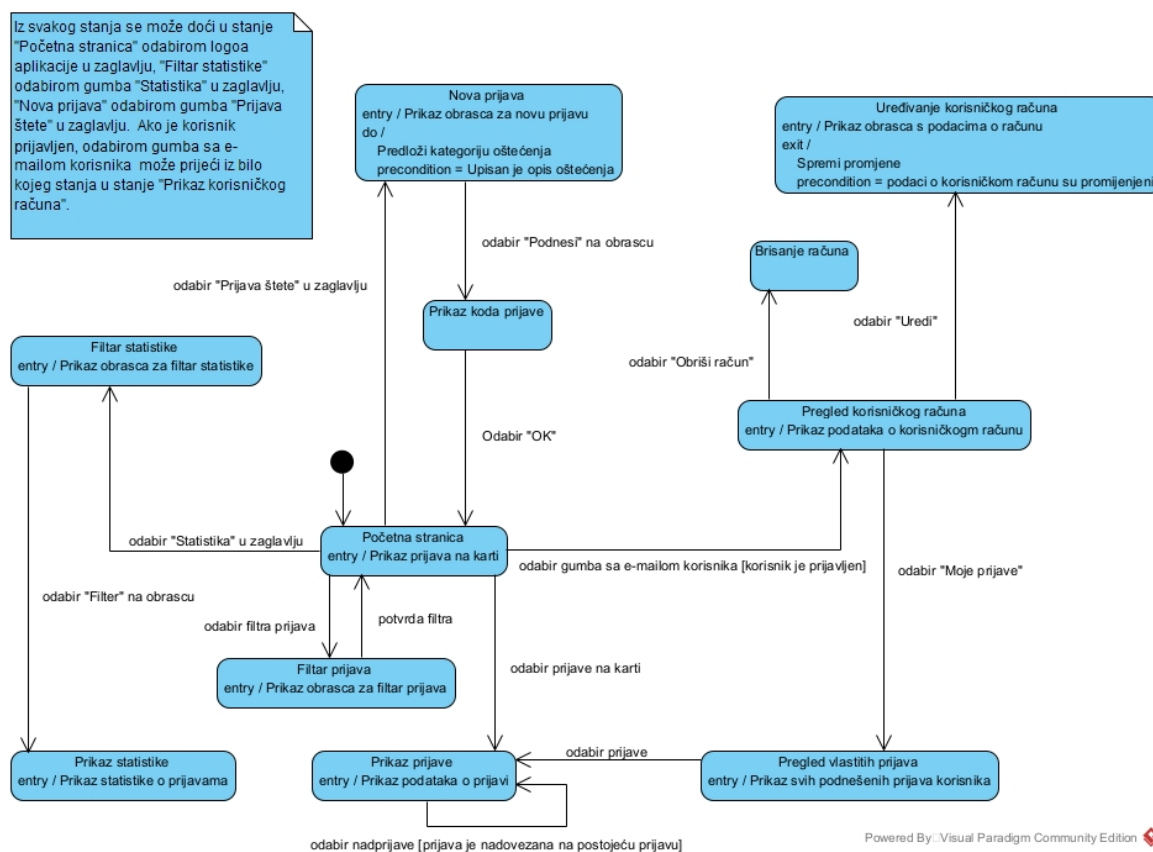 Iz svakog stanja se može doći u stanje
"Početna stranica" odabirom logoa
aplikacije u zaglavlju, "Filtar statistike"
odabirom gumba "Statistika" u zaglavlju,
"Nova prijava" odabirom gumba "Prijava
štete" u zaglavlju. Ako je korisnik
prijavljen, odabirom gumba sa e-
mailom korisnika može prijeći iz bilo
kojeg stanja u stanje "Prikaz korisničkog
računa".
Nova prijava
entry / Prikaz obrasca za novu prijavu
do /
Predloži kategoriju oštećenja
precondition = Upisan je opis oštećenja
Uređivanje korisničkog računa
entry / Prikaz obrasca s podacima o računu
exit /
Spremi promjene
precondition = podaci o korisničkom računu su promijenjeni
odabir "Podnesi" na obrascu
Brisanje računa
odabir "Prijava štete" u zaglavlju
Prikaz koda prijave
odabir "Uredi"
Filtar statistike
entry / Prikaz obrasca za filtar statistike
odabir "Obriši račun"
Pregled korisničkog računa
entry / Prikaz podataka o korisničkogm računu
Odabir "OK"
Početna stranica
entry / Prikaz prijava na karti
odabir "Statistika" u zaglavlju
odabir gumba sa e-mailom korisnika [korisnik je prijavljen]
odabir "Moje prijave"
odabir "Filter" na obrascu
odabir filtra prijava
potvrda filtra
odabir prijave na karti
Filtar prijava
entry / Prikaz obrasca za filtar prijava
Prikaz statistike
entry / Prikaz statistike o prijavama
Prikaz prijave
entry / Prikaz podataka o prijavi
odabir prijave
Pregled vlastitih prijava
entry / Prikaz svih podnešenih prijava korisnika
odabir nadprijave [prijava je nadovezana na postojeću prijavu]
Powered By Visual Paradigm Community Edition